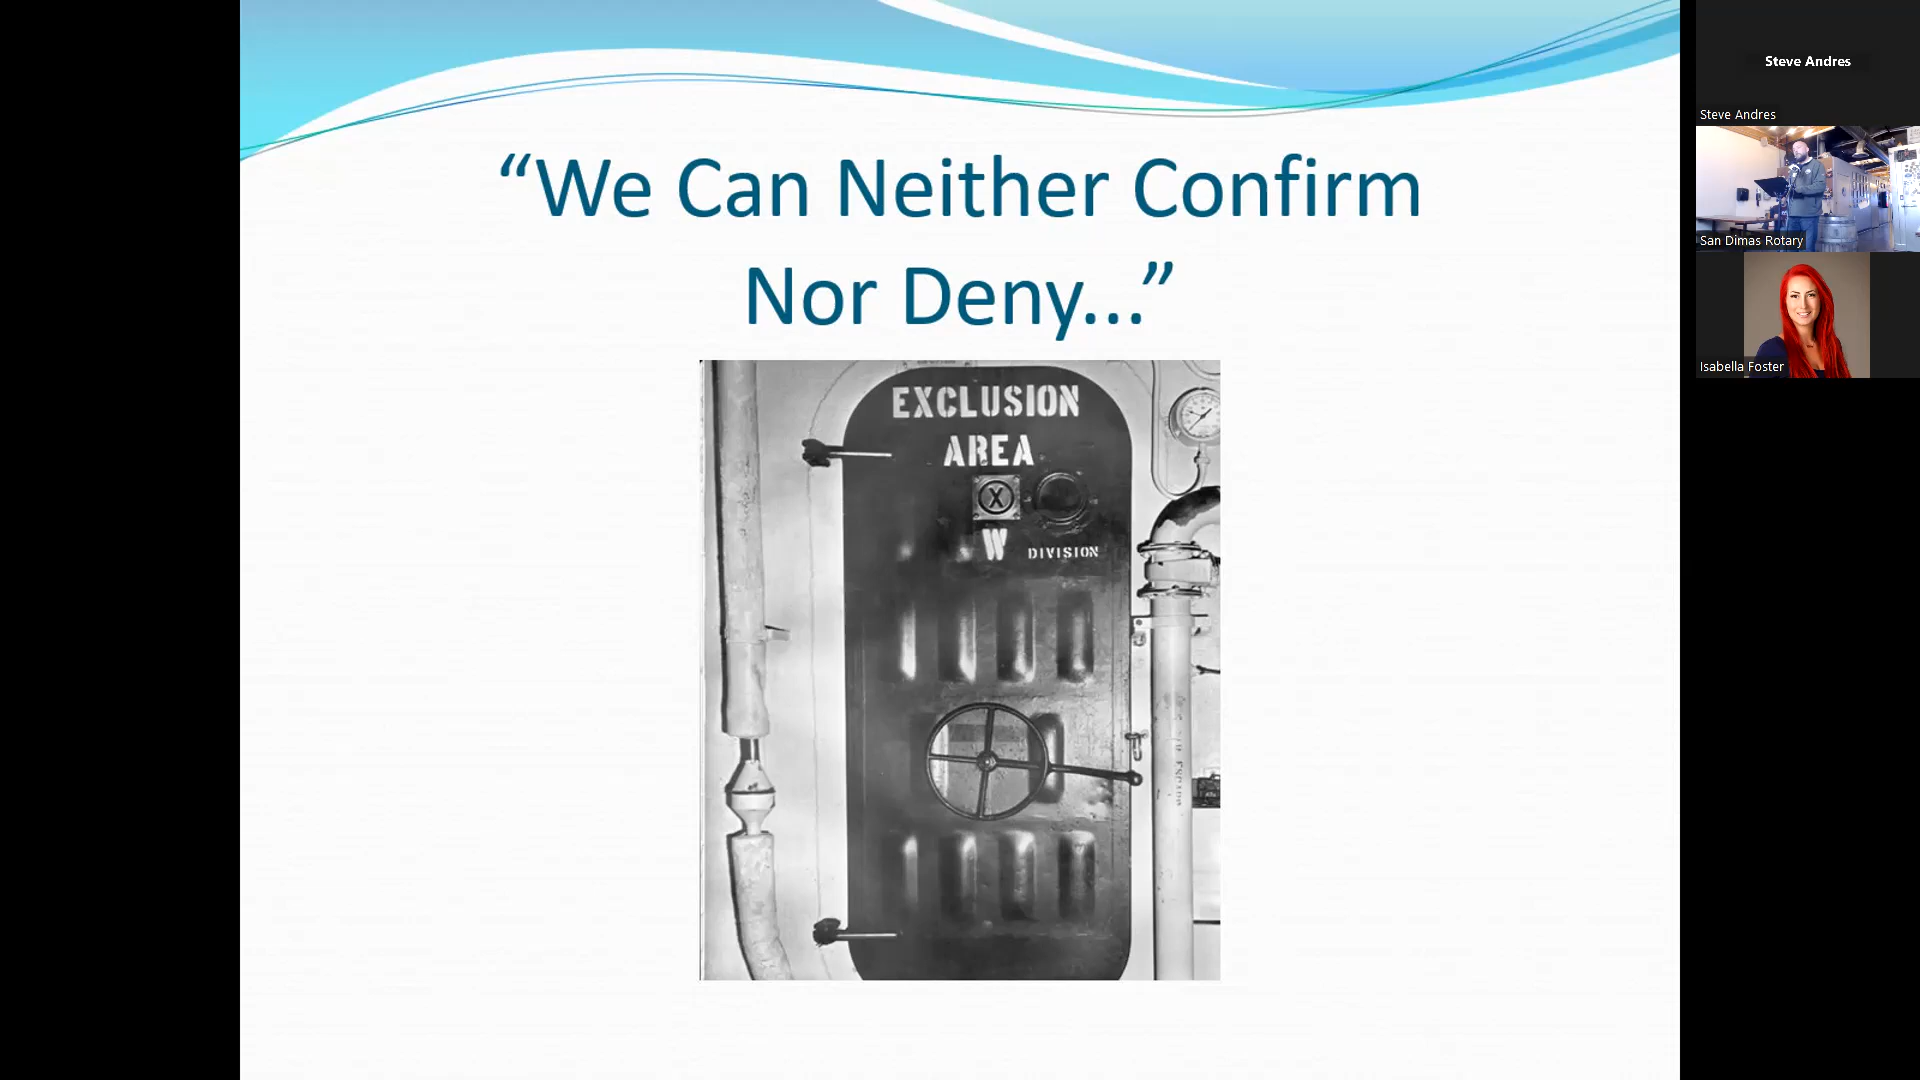 “We Can Neither Confirm
Nor Deny...”
EXCLUSION
AREA
X
W DIVISION
Steve Andres
Steve Andres
San Dimas Rotary
Isabella Foster